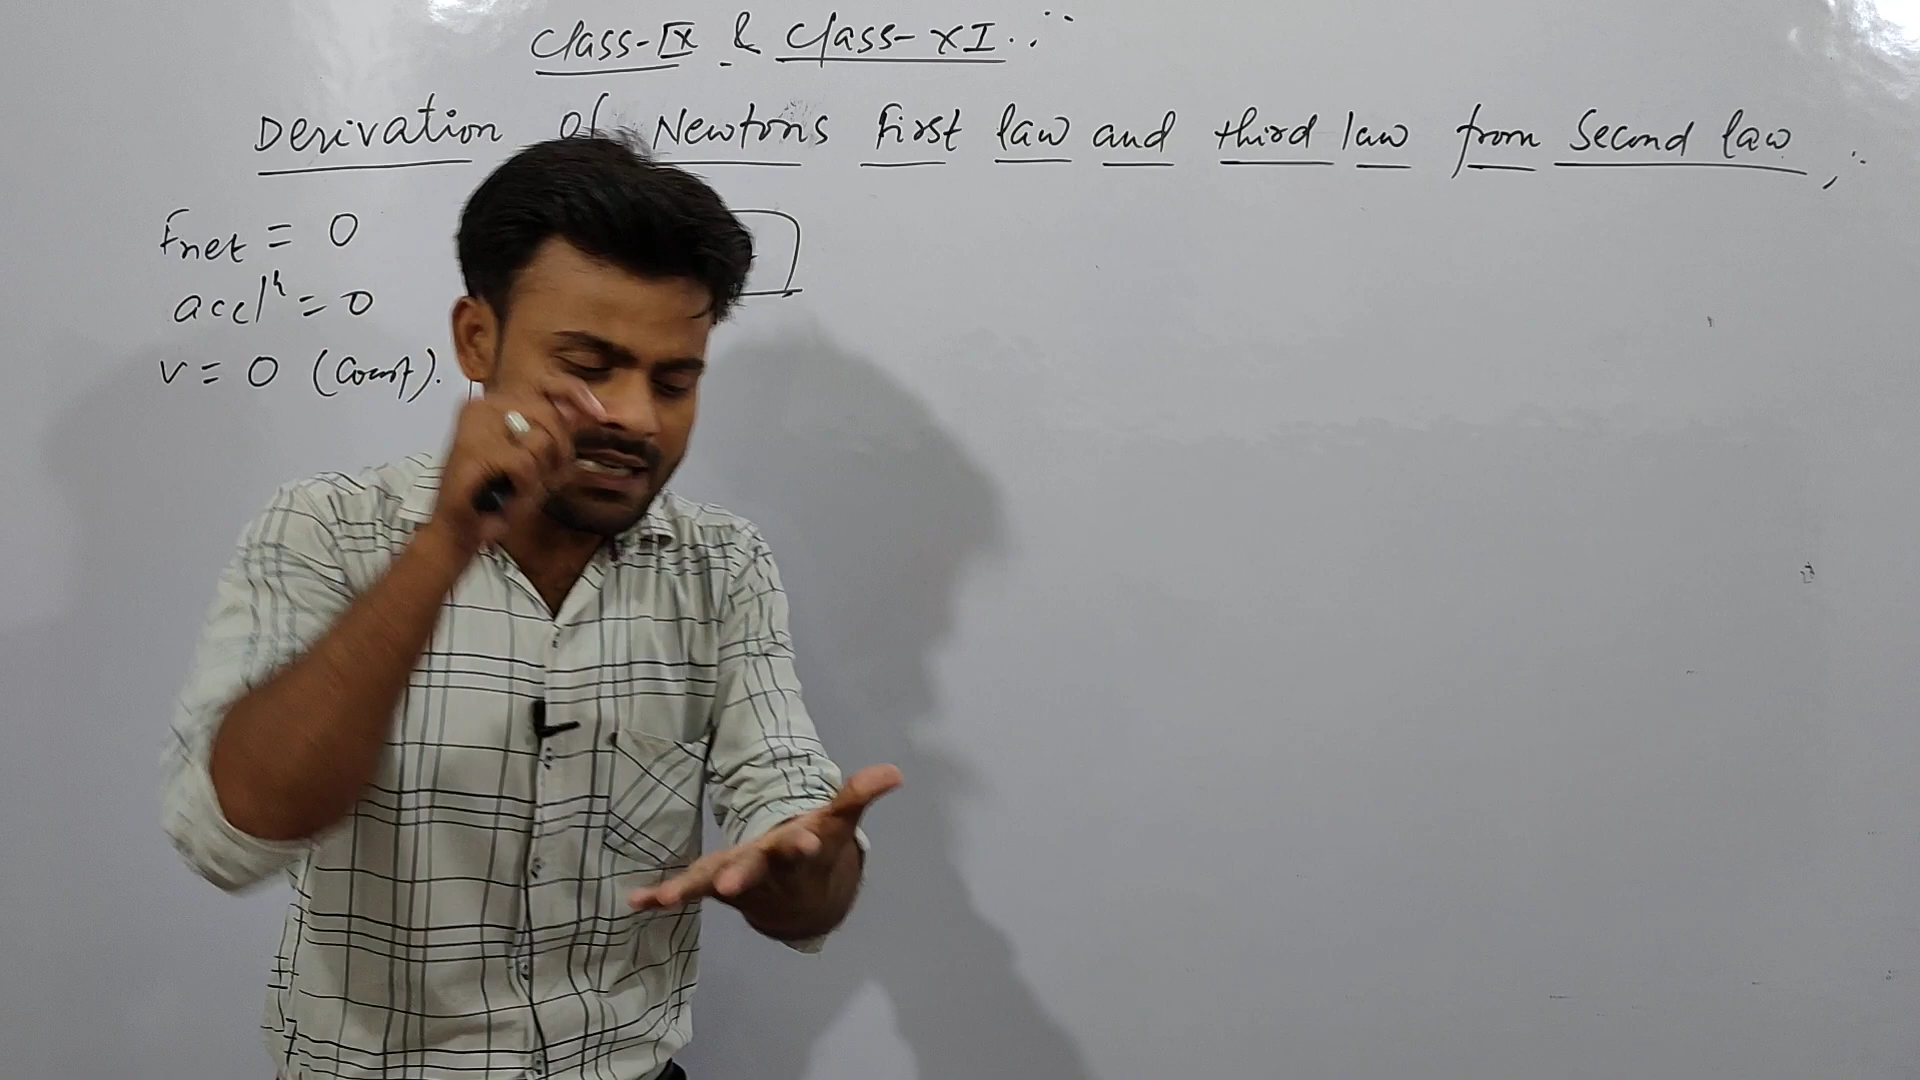 Class-IX & Class-XI :
Derivation of Newtons First law and third law from Second law ;
Fnet = 0
accln = 0
v = 0 (Const).